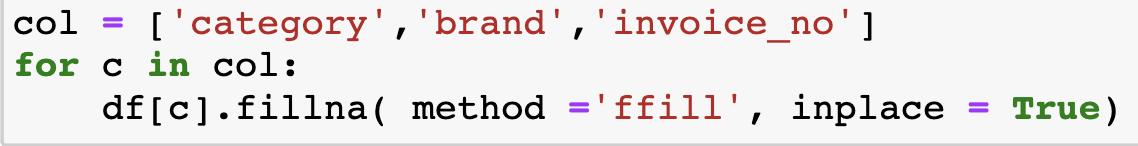 col = ['category','brand','invoice_no']
for c in col:
    df[c].fillna( method ='ffill', inplace = True)